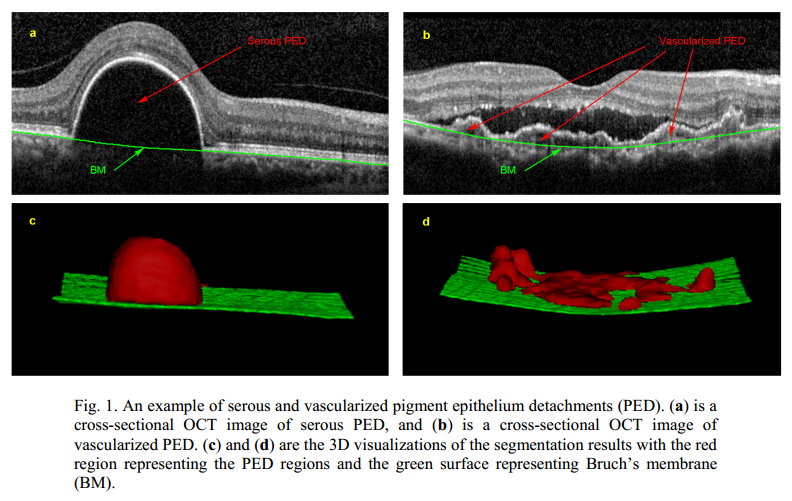 a
Serous PED
BM
b
Vascularized PED
BM
c
d
Fig. 1. An example of serous and vascularized pigment epithelium detachments (PED). (a) is a
cross-sectional OCT image of serous PED, and (b) is a cross-sectional OCT image of
vascularized PED. (c) and (d) are the 3D visualizations of the segmentation results with the red
region representing the PED regions and the green surface representing Bruch’s membrane
(BM).